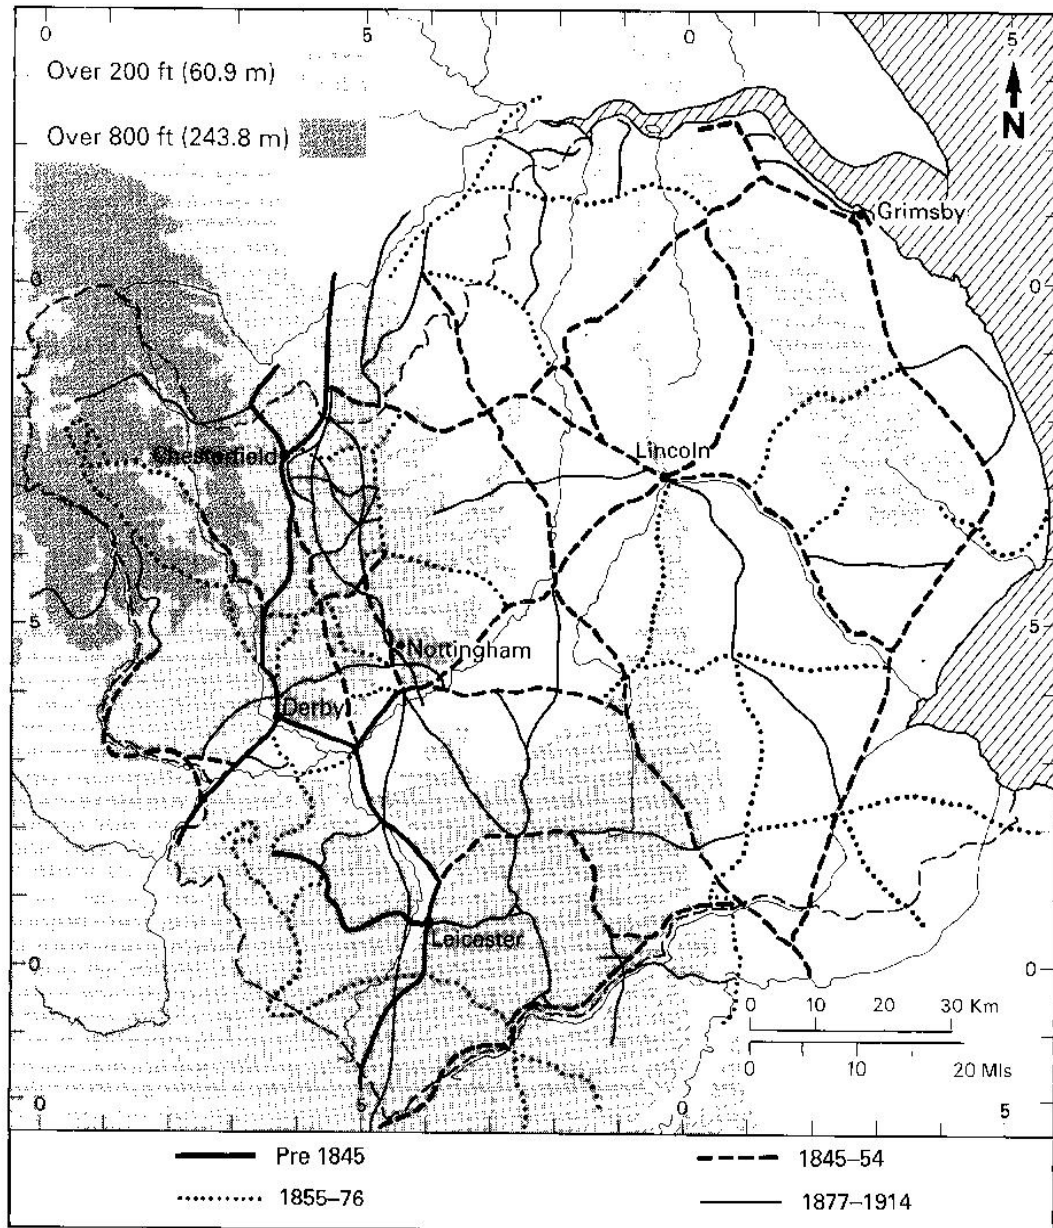 0 5 0 5
Over 200 ft (60.9 m)
N
Over 800 ft (243.8 m)
Grimsby
0 0
Chesterfield
Lincoln
5 5
Nottingham
Derby
Leicester
0 0
0 10 20 30 Km
0 10 20 Mls
0 5 0 5
Pre 1845
1845–54
1855–76
1877–1914